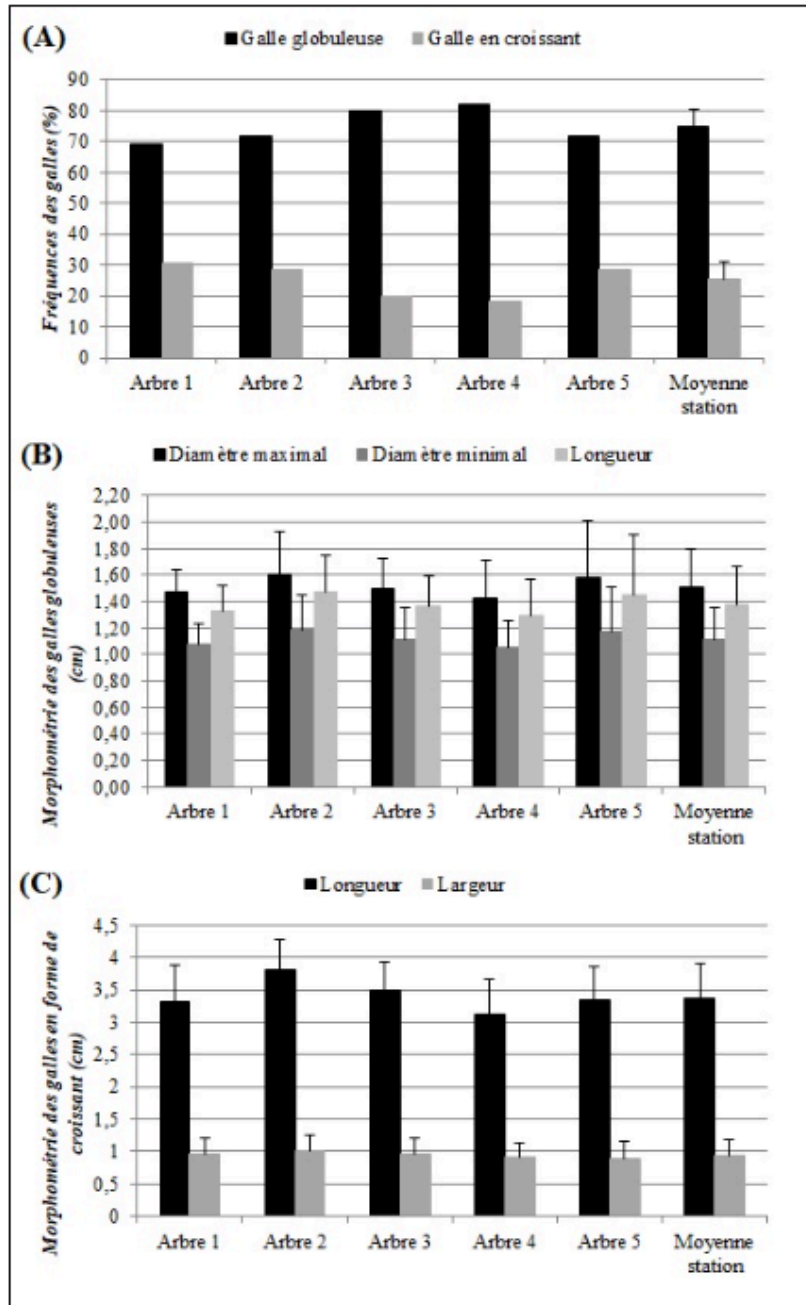 (A)
Galle globuleuse Galle en croissant
Fréquences des galles (%)
90
80
70
60
50
40
30
20
10
0
Arbre 1 Arbre 2 Arbre 3 Arbre 4 Arbre 5 Moyenne
station
(B)
Diamètre maximal Diamètre minimal Longueur
Morphométrie des galles globuleuses
(cm)
2,20
2,00
1,80
1,60
1,40
1,20
1,00
0,80
0,60
0,40
0,20
0,00
Arbre 1 Arbre 2 Arbre 3 Arbre 4 Arbre 5 Moyenne
station
(C)
Longueur Largeur
Morphométrie des galles en forme de
croissant (cm)
4,5
4
3,5
3
2,5
2
1,5
1
0,5
0
Arbre 1 Arbre 2 Arbre 3 Arbre 4 Arbre 5 Moyenne
station